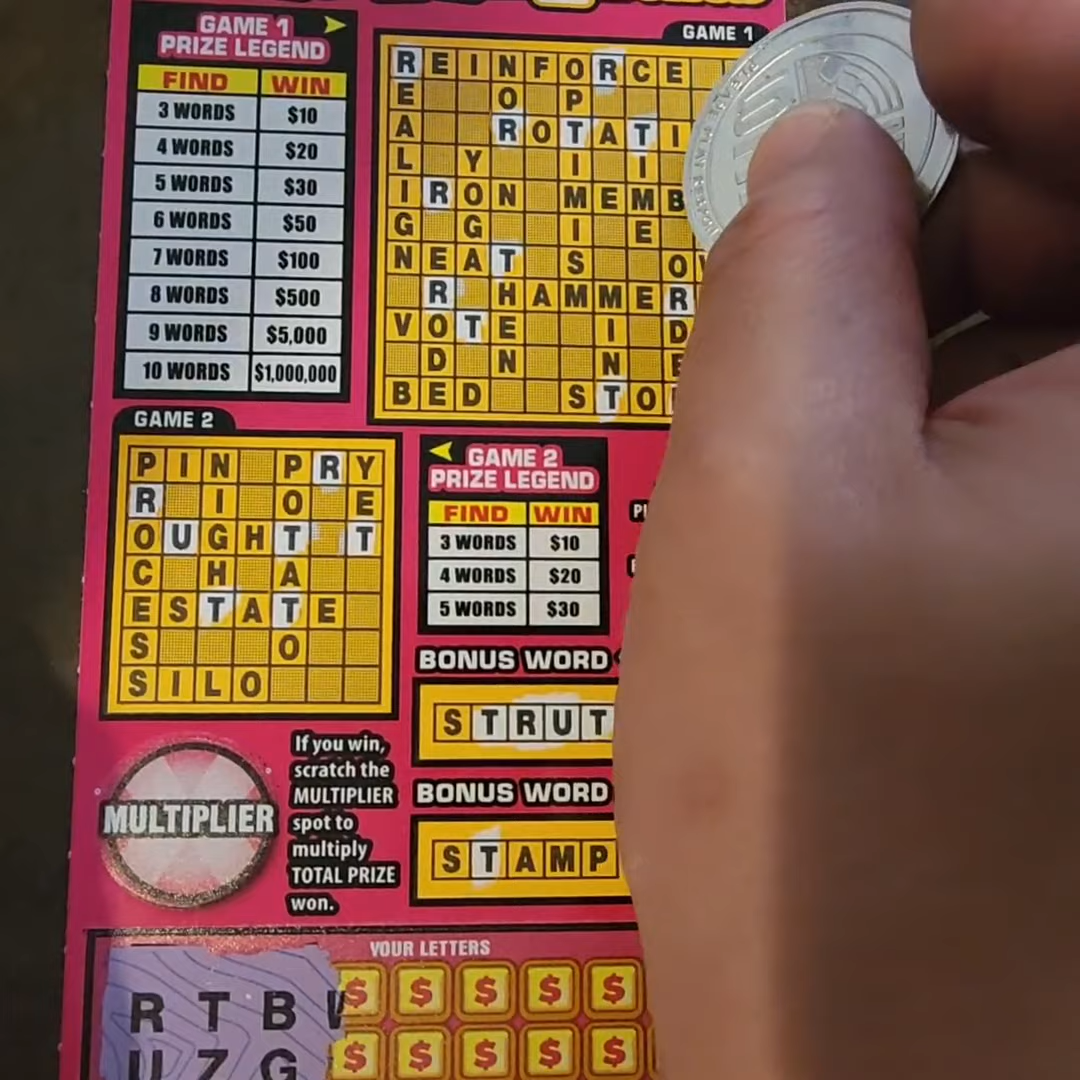 GAME 1
PRIZE LEGEND
FIND WIN
3 WORDS $10
4 WORDS $20
5 WORDS $30
6 WORDS $50
7 WORDS $100
8 WORDS $500
9 WORDS $5,000
10 WORDS $1,000,000
GAME 1
R E I N F O R C E
E O P
A R O T A T I
L Y I I
I R O N M E M B
G G I E
N E A T S O
R H A M M E R
V O T E I D
D N N E
B E D S T O
GAME 2
P I N P R Y
R I O E
O U G H T T
C H A
E S T A T E
S O
S I L O
GAME 2
PRIZE LEGEND
FIND WIN
3 WORDS $10
4 WORDS $20
5 WORDS $30
BONUS WORD
S T R U T
BONUS WORD
S T A M P
MULTIPLIER
If you win,
scratch the
MULTIPLIER
spot to
multiply
TOTAL PRIZE
won.
YOUR LETTERS
R T B
U Z G
$ $ $ $ $
$ $ $ $ $